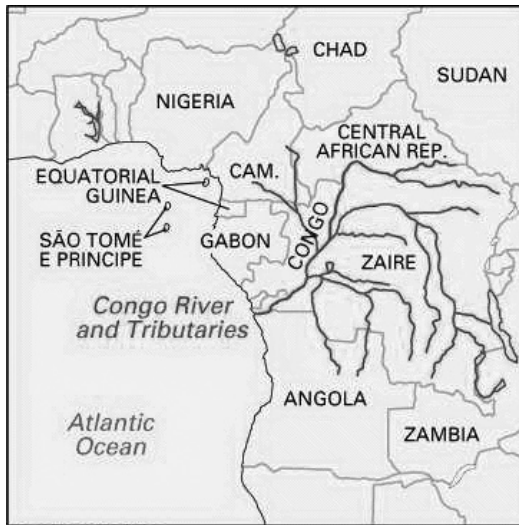 CHAD
SUDAN
NIGERIA
CENTRAL
AFRICAN REP.
EQUATORIAL
GUINEA
CAM.
SÃO TOMÉ
E PRINCIPE
GABON
CONGO
ZAIRE
Congo River
and Tributaries
ANGOLA
Atlantic
Ocean
ZAMBIA